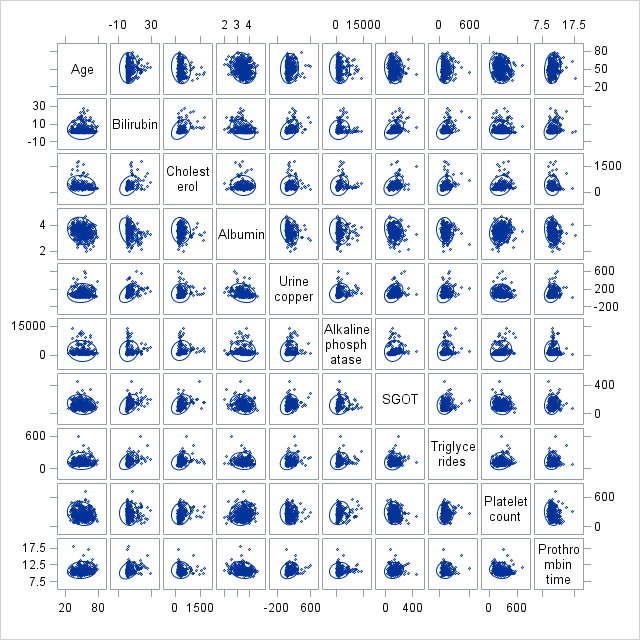 -10 30 2 3 4 0 15000 0 600 7.5 17.5
Age
80
50
20
30
10
-10
Bilirubin
Cholest
erol
1500
0
4
2
Albumin
Urine
copper
600
200
-200
15000
0
Alkaline
phosph
atase
SGOT
400
0
600
0
Triglyce
rides
Platelet
count
600
0
17.5
12.5
7.5
Prothro
mbin
time
20 80 0 1500 -200 600 0 400 0 600